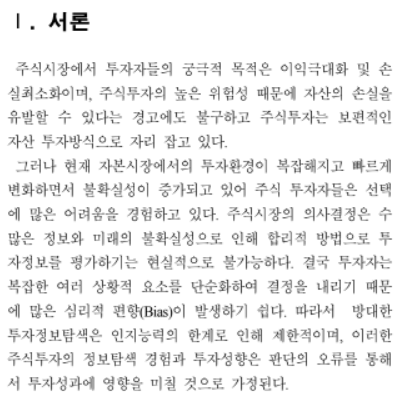 Ⅰ. 서론
주식시장에서 투자자들의 궁극적 목적은 이익극대화 및 손
실최소화이며, 주식투자의 높은 위험성 때문에 자산의 손실을
유발할 수 있다는 경고에도 불구하고 주식투자는 보편적인
자산 투자방식으로 자리 잡고 있다.
그러나 현재 자본시장에서의 투자환경이 복잡해지고 빠르게
변화하면서 불확실성이 증가되고 있어 주식 투자자들은 선택
에 많은 어려움을 경험하고 있다. 주식시장의 의사결정은 수
많은 정보와 미래의 불확실성으로 인해 합리적 방법으로 투
자정보를 평가하기는 현실적으로 불가능하다. 결국 투자자는
복잡한 여러 상황적 요소를 단순화하여 결정을 내리기 때문
에 많은 심리적 편향(Bias)이 발생하기 쉽다. 따라서 방대한
투자정보탐색은 인지능력의 한계로 인해 제한적이며, 이러한
주식투자의 정보탐색 경험과 투자성향은 판단의 오류를 통해
서 투자성과에 영향을 미칠 것으로 가정된다.